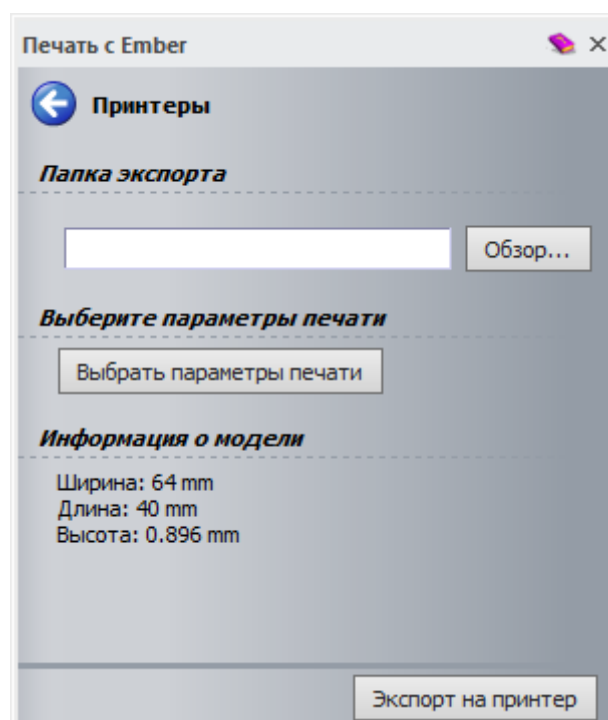 Печать с Ember
Принтеры
Папка экспорта
Обзор...
Выберите параметры печати
Выбрать параметры печати
Информация о модели
Ширина: 64 mm
Длина: 40 mm
Высота: 0.896 mm
Экспорт на принтер